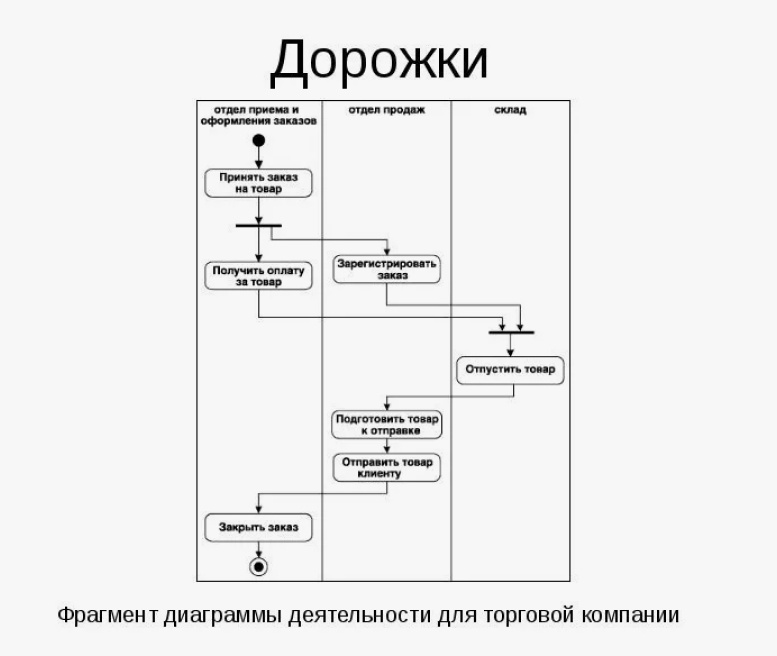 Дорожки
отдел приема и
оформления заказов
отдел продаж
склад
Принять заказ
на товар
Получить оплату
за товар
Зарегистрировать
заказ
Отпустить товар
Подготовить товар
к отправке
Отправить товар
клиенту
Закрыть заказ
Фрагмент диаграммы деятельности для торговой компании